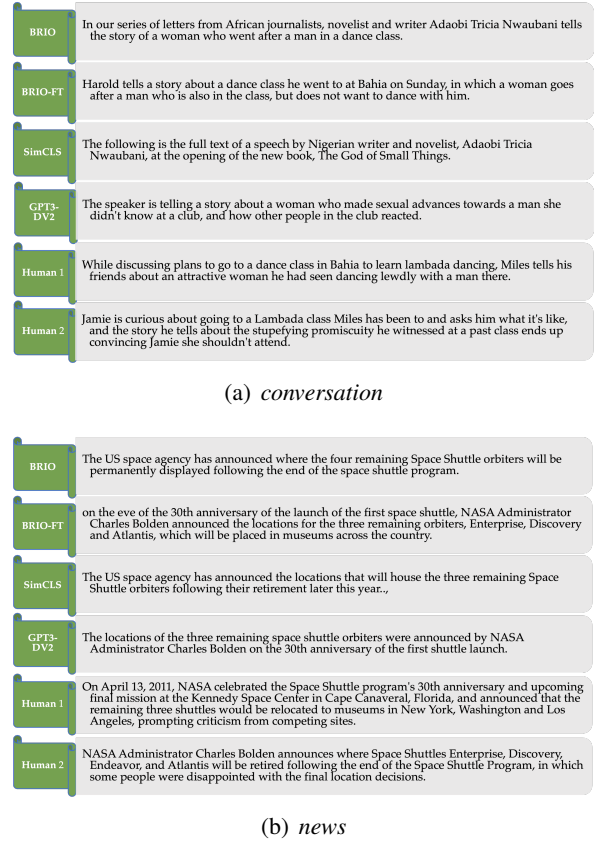 BRIO
In our series of letters from African journalists, novelist and writer Adaobi Tricia Nwaubani tells
the story of a woman who went after a man in a dance class.
BRIO-FT
Harold tells a story about a dance class he went to at Bahia on Sunday, in which a woman goes
after a man who is also in the class, but does not want to dance with him.
SimCLS
The following is the full text of a speech by Nigerian writer and novelist, Adaobi Tricia
Nwaubani, at the opening of the new book, The God of Small Things.
GPT3-
DV2
The speaker is telling a story about a woman who made sexual advances towards a man she
didn't know at a club, and how other people in the club reacted.
Human 1
While discussing plans to go to a dance class in Bahia to learn lambada dancing, Miles tells his
friends about an attractive woman he had seen dancing lewdly with a man there.
Human 2
Jamie is curious about going to a Lambada class Miles has been to and asks him what it's like,
and the story he tells about the stupefying promiscuity he witnessed at a past class ends up
convincing Jamie she shouldn't attend.
(a) conversation
BRIO
The US space agency has announced where the four remaining Space Shuttle orbiters will be
permanently displayed following the end of the space shuttle program.
BRIO-FT
on the eve of the 30th anniversary of the launch of the first space shuttle, NASA Administrator
Charles Bolden announced the locations for the three remaining orbiters, Enterprise, Discovery
and Atlantis, which will be placed in museums across the country.
SimCLS
The US space agency has announced the locations that will house the three remaining Space
Shuttle orbiters following their retirement later this year..,
GPT3-
DV2
The locations of the three remaining space shuttle orbiters were announced by NASA
Administrator Charles Bolden on the 30th anniversary of the first shuttle launch.
Human 1
On April 13, 2011, NASA celebrated the Space Shuttle program's 30th anniversary and upcoming
final mission at the Kennedy Space Center in Cape Canaveral, Florida, and announced that the
remaining three shuttles would be relocated to museums in New York, Washington and Los
Angeles, prompting criticism from competing sites.
Human 2
NASA Administrator Charles Bolden announces where Space Shuttles Enterprise, Discovery,
Endeavor, and Atlantis will be retired following the end of the Space Shuttle Program, in which
some people were disappointed with the final location decisions.
(b) news